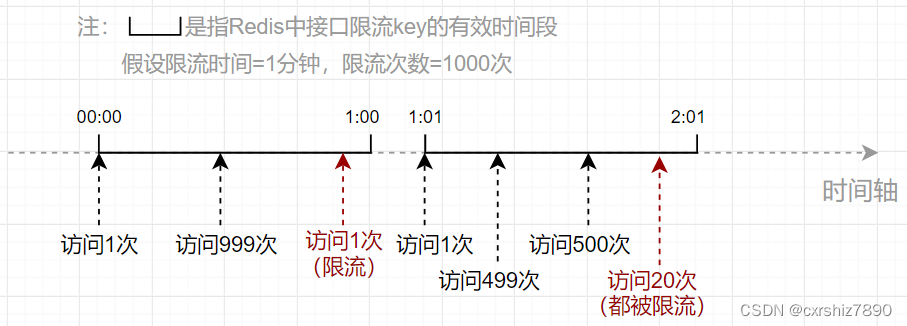 注： 是指Redis中接口限流key的有效时间段
假设限流时间=1分钟，限流次数=1000次
00:00 1:00 1:01 2:01
时间轴
访问1次 访问999次 访问1次 访问1次 访问500次
（限流）
访问499次 访问20次
（都被限流）
CSDN @cxrshiz7890